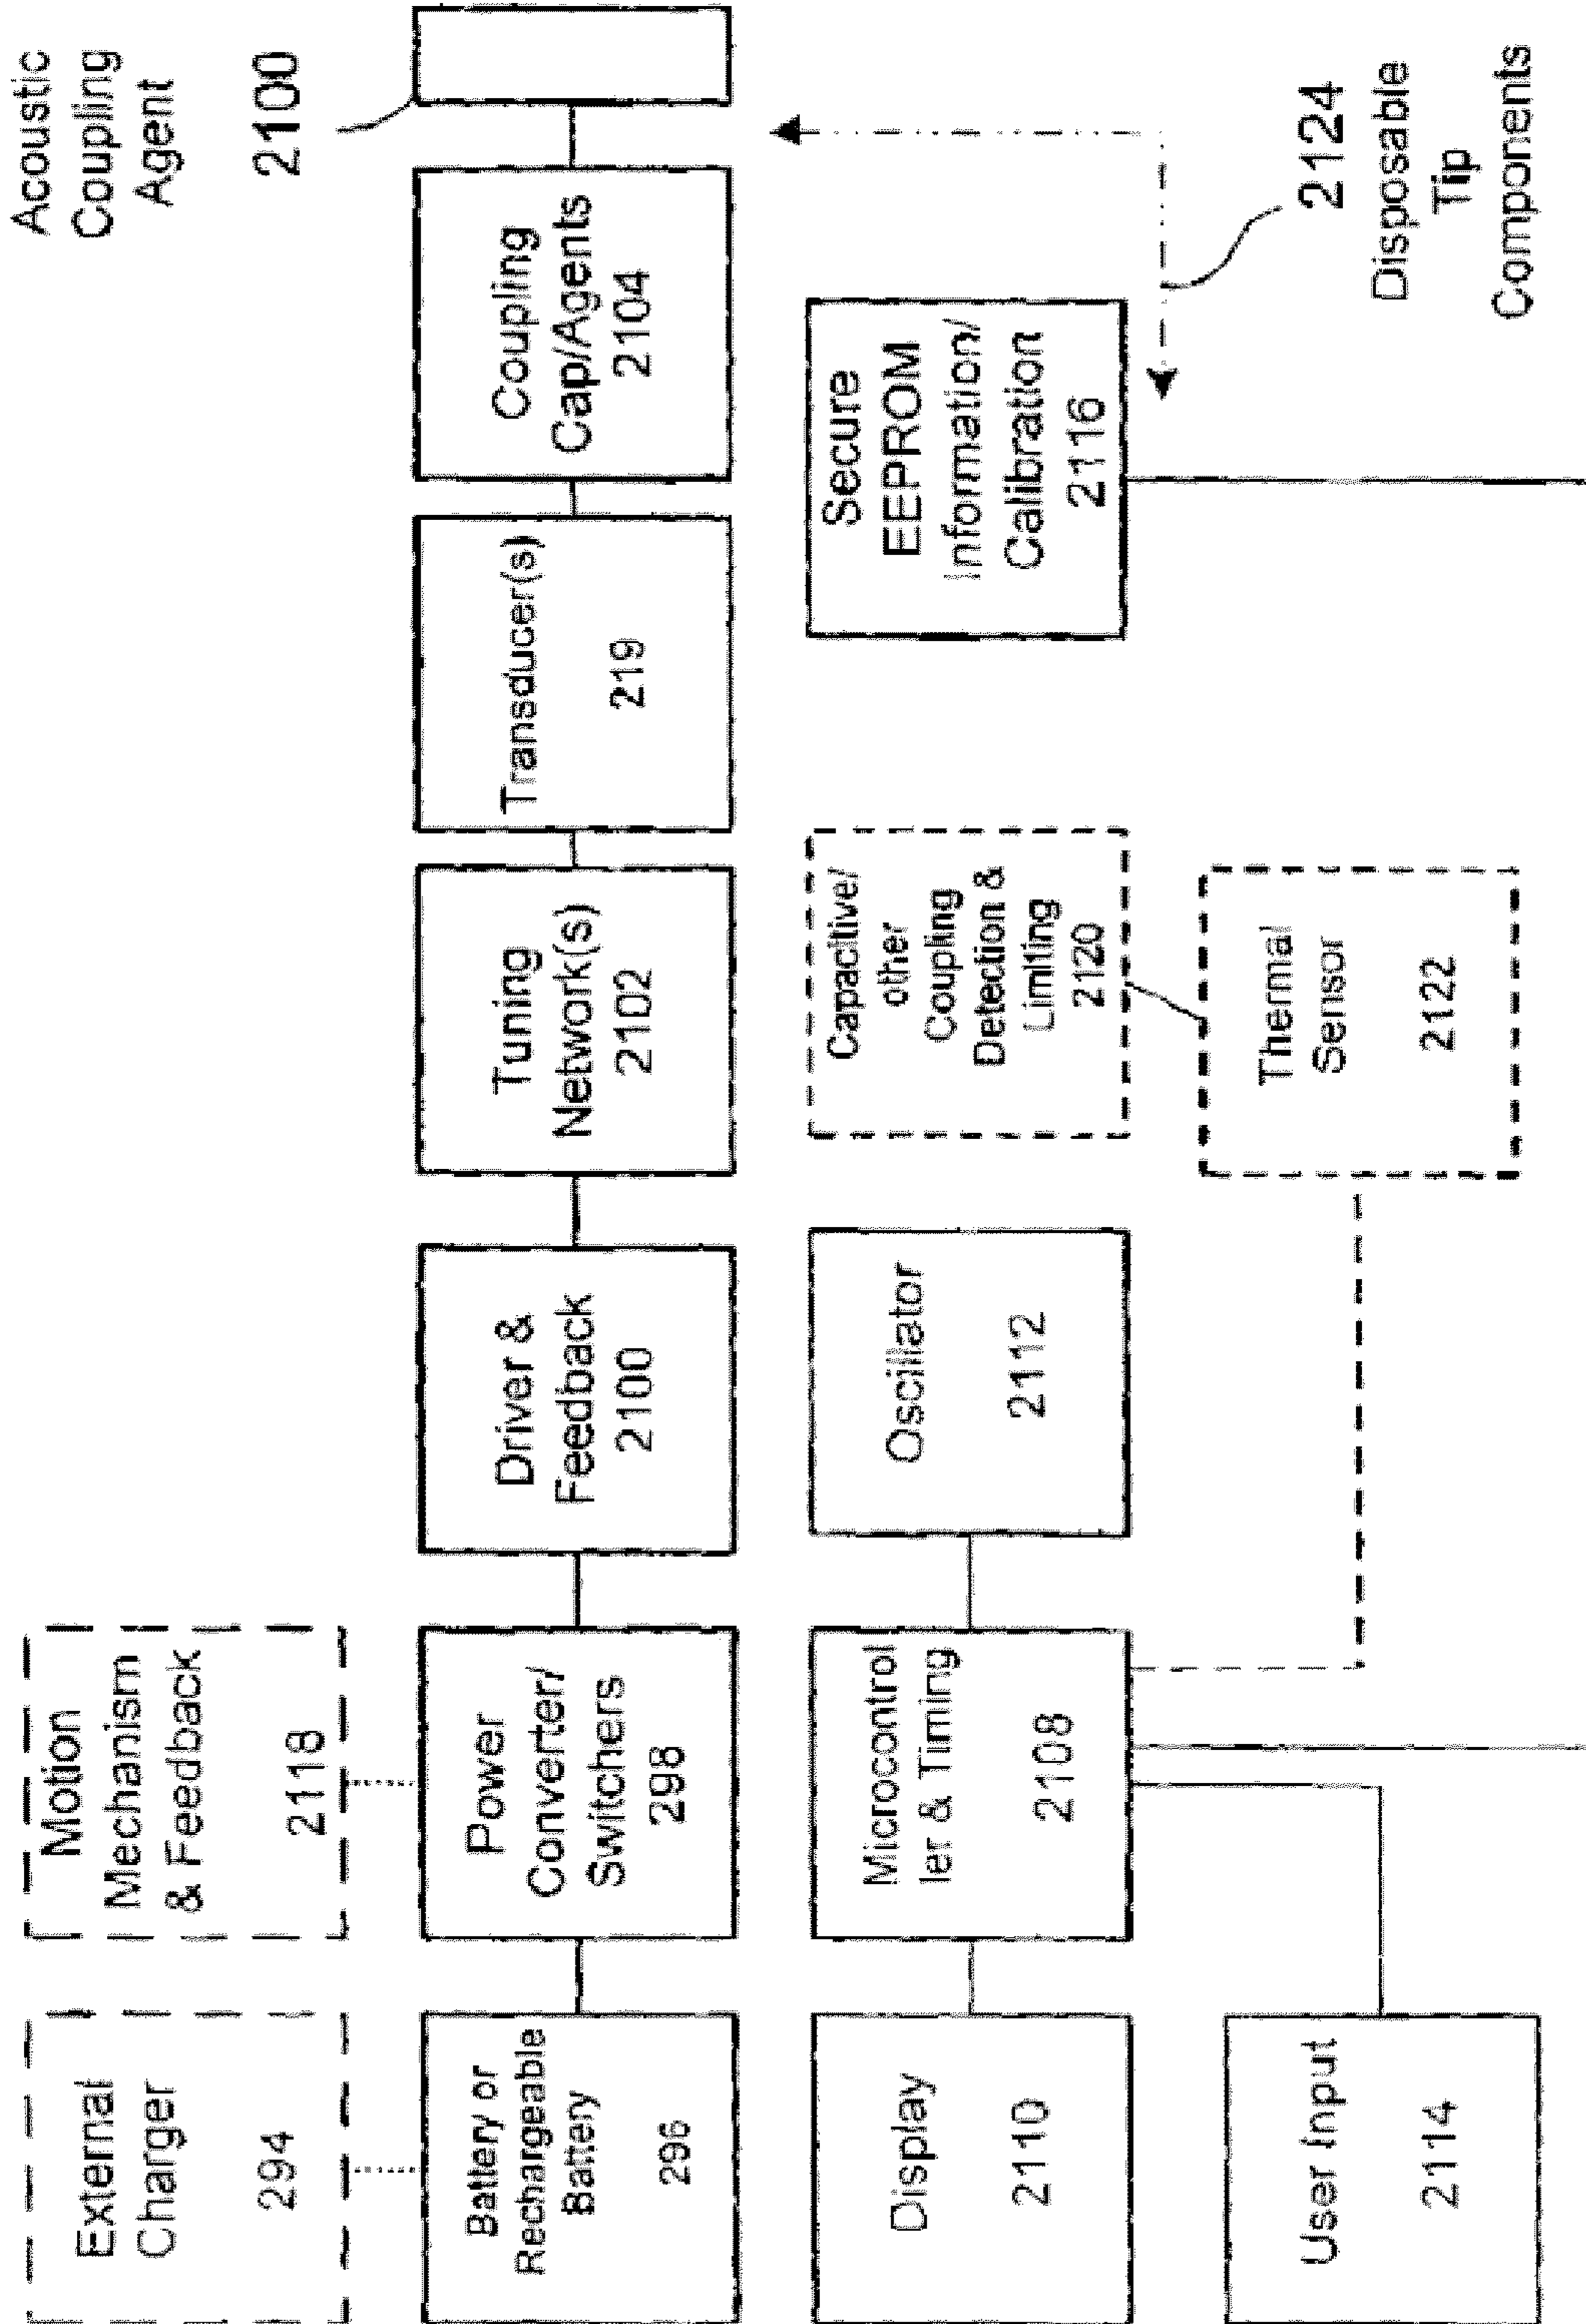 External
Charger
294
Motion
Mechanism
& Feedback
2118
Acoustic
Coupling
Agent
2100
Battery or
Rechargeable
Battery
296
Power
Converter/
Switchers
298
Driver &
Feedback
2100
Tuning
Network(s)
2102
Transducer(s)
219
Coupling
Cap/Agents
2104
Display
2110
Microcontrol
ler & Timing
2108
Oscillator
2112
Capacitive/
other
Coupling
Detection &
Limiting
2120
Secure
EEPROM
Information/
Calibration
2116
User Input
2114
Thermal
Sensor
2122
2124
Disposable
Tip
Components